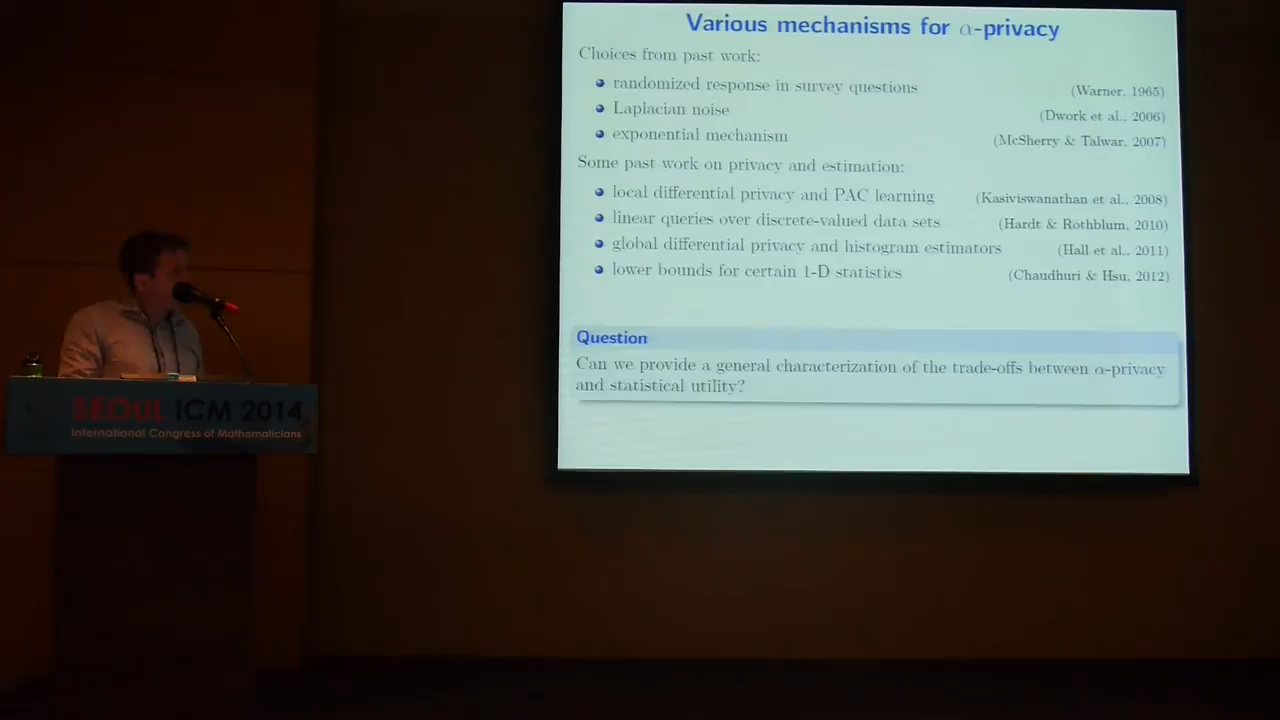 Various mechanisms for α-privacy
Choices from past work:
randomized response in survey questions (Warner, 1965)
Laplacian noise (Dwork et al., 2006)
exponential mechanism (McSherry & Talwar, 2007)
Some past work on privacy and estimation:
local differential privacy and PAC learning (Kasiviswanathan et al., 2008)
linear queries over discrete-valued data sets (Hardt & Rothblum, 2010)
global differential privacy and histogram estimators (Hall et al., 2011)
lower bounds for certain 1-D statistics (Chaudhuri & Hsu, 2012)
Question
Can we provide a general characterization of the trade-offs between α-privacy
and statistical utility?
SEOUL ICM 2014
International Congress of Mathematicians